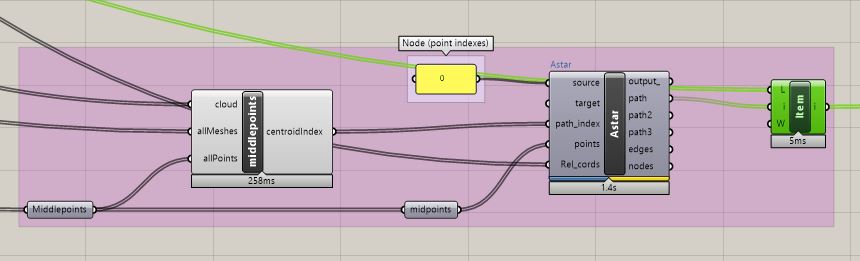 Node (point indexes)
0
Astar
source
target
path_index
points
Rel_cords
Astar
output_
path
path2
path3
edges
nodes
1.4s
cloud
allMeshes
allPoints
middlepoints
centroidIndex
258ms
L
i
W
Item
i
5ms
Middlepoints
midpoints